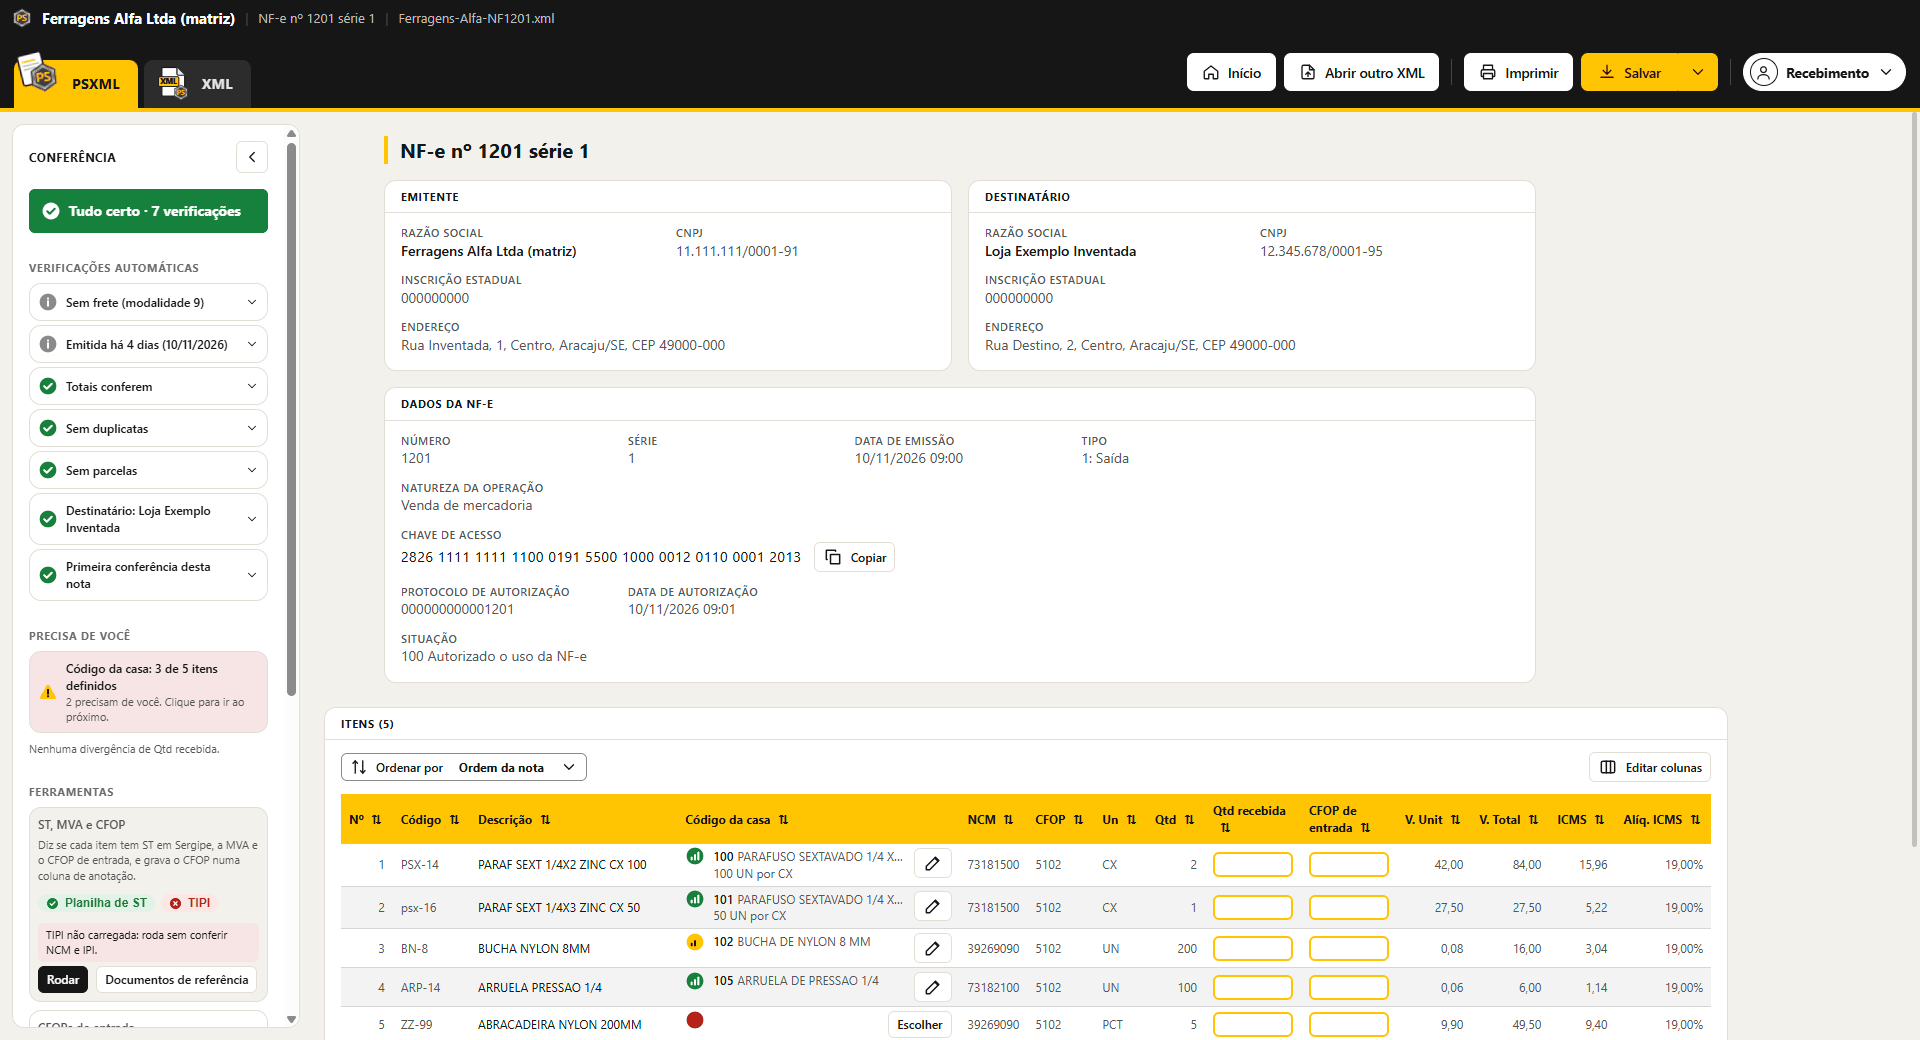 Ferragens Alfa Ltda (matriz)
NF-e nº 1201 série 1
Ferragens-Alfa-NF1201.xml
PSXML
XML
Início
Abrir outro XML
Imprimir
Salvar
Recebimento
CONFERÊNCIA
Tudo certo · 7 verificações
VERIFICAÇÕES AUTOMÁTICAS
Sem frete (modalidade 9)
Emitida há 4 dias (10/11/2026)
Totais conferem
Sem duplicatas
Sem parcelas
Destinatário: Loja Exemplo
Inventada
Primeira conferência desta
nota
PRECISA DE VOCÊ
Código da casa: 3 de 5 itens
definidos
2 precisam de você. Clique para ir ao
próximo.
Nenhuma divergência de Qtd recebida.
FERRAMENTAS
ST, MVA e CFOP
Diz se cada item tem ST em Sergipe, a MVA e
o CFOP de entrada, e grava o CFOP numa
coluna de anotação.
Planilha de ST
TIPI
TIPI não carregada: roda sem conferir
NCM e IPI.
Rodar
Documentos de referência
NF-e nº 1201 série 1
EMITENTE
RAZÃO SOCIAL
CNPJ
Ferragens Alfa Ltda (matriz)
11.111.111/0001-91
INSCRIÇÃO ESTADUAL
000000000
ENDEREÇO
Rua Inventada, 1, Centro, Aracaju/SE, CEP 49000-000
DESTINATÁRIO
RAZÃO SOCIAL
CNPJ
Loja Exemplo Inventada
12.345.678/0001-95
INSCRIÇÃO ESTADUAL
000000000
ENDEREÇO
Rua Destino, 2, Centro, Aracaju/SE, CEP 49000-000
DADOS DA NF-E
NÚMERO SÉRIE DATA DE EMISSÃO TIPO
1201 1 10/11/2026 09:00 1: Saída
NATUREZA DA OPERAÇÃO
Venda de mercadoria
CHAVE DE ACESSO
2826 1111 1111 1100 0191 5500 1000 0012 0110 0001 2013 Copiar
PROTOCOLO DE AUTORIZAÇÃO DATA DE AUTORIZAÇÃO
000000000001201 10/11/2026 09:01
SITUAÇÃO
100 Autorizado o uso da NF-e
ITENS (5)
Ordenar por Ordem da nota
Editar colunas
Nº Código Descrição Código da casa NCM CFOP Un Qtd Qtd recebida CFOP de entrada V. Unit V. Total ICMS Alíq. ICMS
1 PSX-14 PARAF SEXT 1/4X2 ZINC CX 100 100 PARAFUSO SEXTAVADO 1/4 X... 73181500 5102 CX 2 42,00 84,00 15,96 19,00%
100 UN por CX
2 psx-16 PARAF SEXT 1/4X3 ZINC CX 50 101 PARAFUSO SEXTAVADO 1/4 X... 73181500 5102 CX 1 27,50 27,50 5,22 19,00%
50 UN por CX
3 BN-8 BUCHA NYLON 8MM 102 BUCHA DE NYLON 8 MM 39269090 5102 UN 200 0,08 16,00 3,04 19,00%
4 ARP-14 ARRUELA PRESSAO 1/4 105 ARRUELA DE PRESSAO 1/4 73182100 5102 UN 100 0,06 6,00 1,14 19,00%
5 ZZ-99 ABRACADEIRA NYLON 200MM Escolher 39269090 5102 PCT 5 9,90 49,50 9,40 19,00%